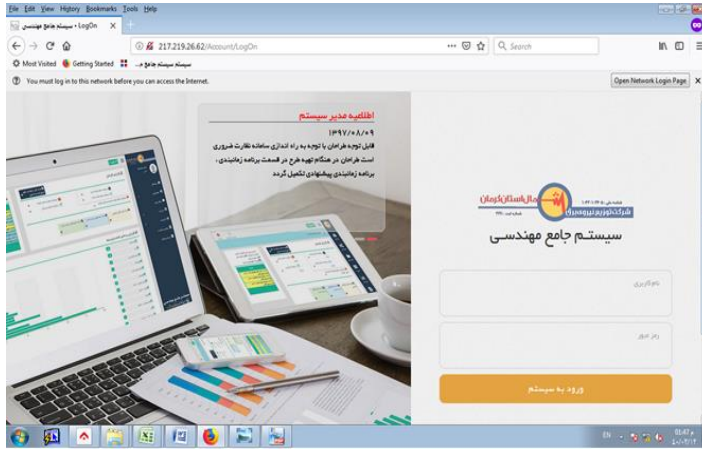 File Edit View History Bookmarks Tools Help
LogOn • سیستم جامع مهندسی
217.219.26.62/Account/LogOn
Search
Most Visited Getting Started
You must log in to this network before you can access the Internet.
Open Network Login Page
اطلاعیه مدیر سیستم
۱۳۹۷/۰۸/۰۹
قابل توجه طراحان با توجه به راه اندازی سامانه نظارت ضروری
است طراحان در هنگام تهیه طرح در قسمت برنامه زمانبندی ،
برنامه زمانبندی پیشنهادی تکمیل گردد
شرکت توزیع نیروی برق
شمال استان کرمان
سیستم جامع مهندسی
نام کاربری
رمز عبور
ورود به سیستم
EN
01:47